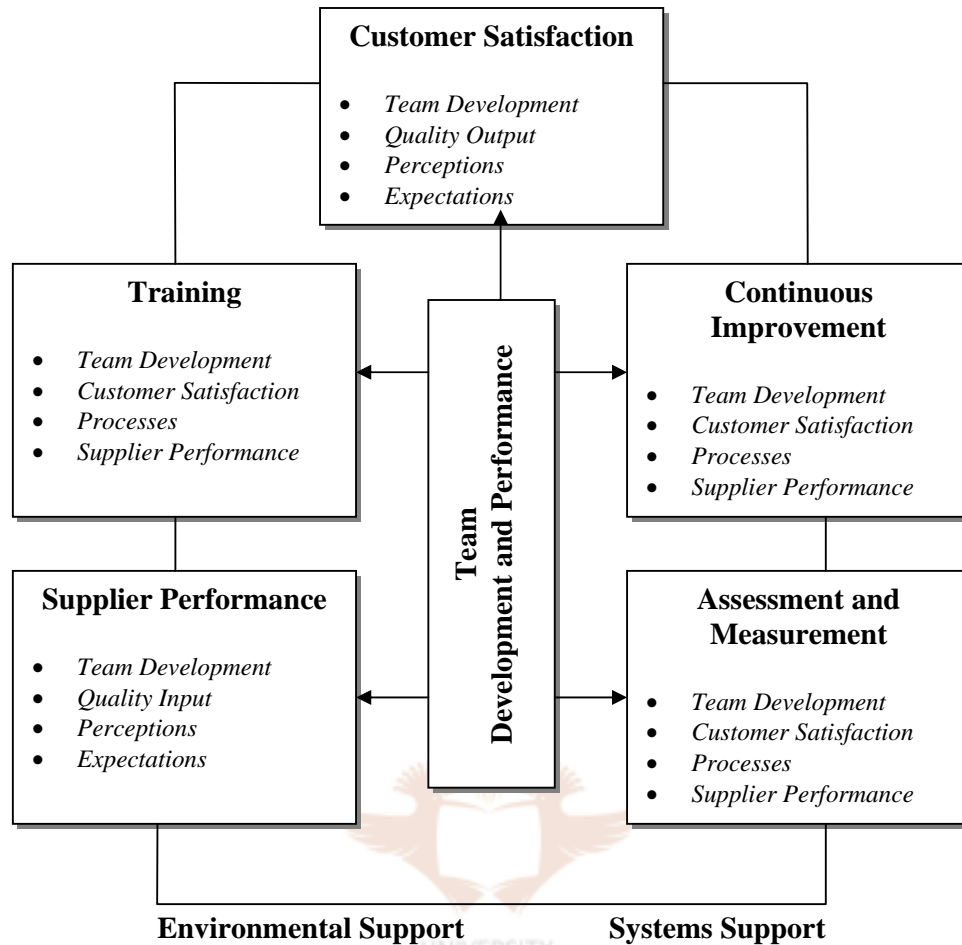 Customer Satisfaction
• Team Development
• Quality Output
• Perceptions
• Expectations
Training
• Team Development
• Customer Satisfaction
• Processes
• Supplier Performance
Continuous
Improvement
• Team Development
• Customer Satisfaction
• Processes
• Supplier Performance
Team
Development and Performance
Supplier Performance
• Team Development
• Quality Input
• Perceptions
• Expectations
Assessment and
Measurement
• Team Development
• Customer Satisfaction
• Processes
• Supplier Performance
Environmental Support
Systems Support
UNIVERSITY